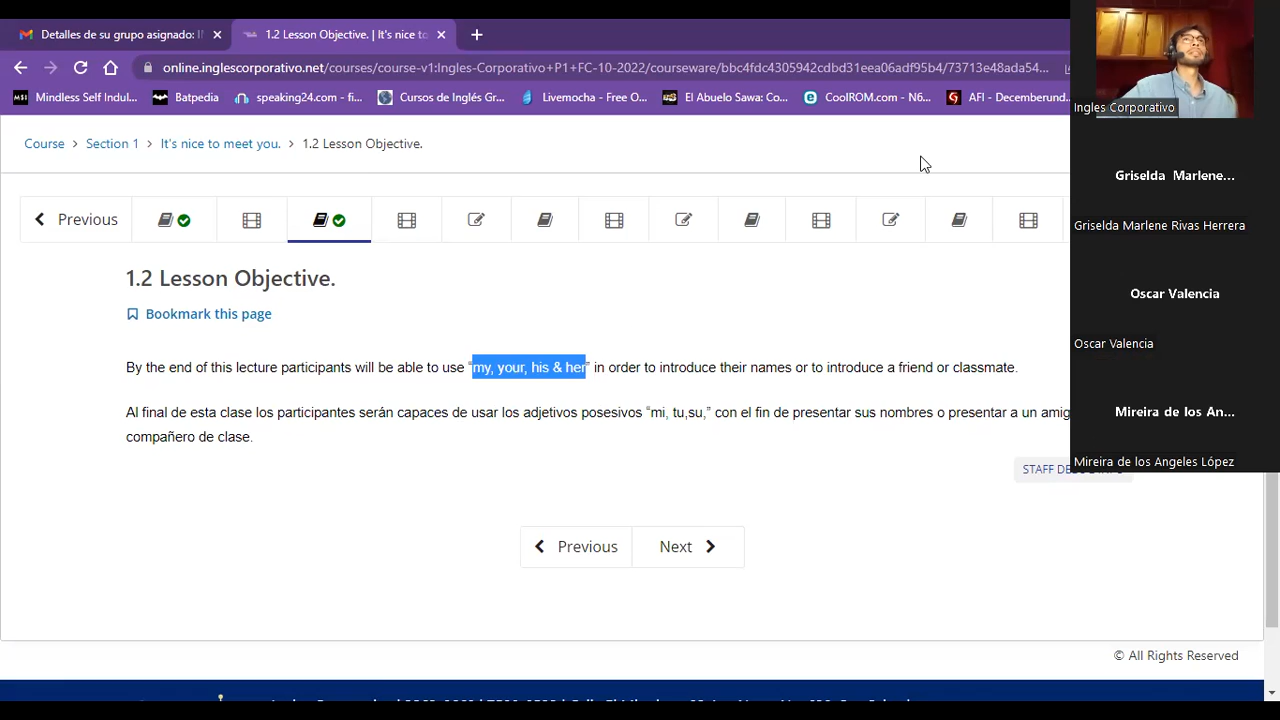 Detalles de su grupo asignado: I
1.2 Lesson Objective. | It's nice to
online.inglescorporativo.net/courses/course-v1:Ingles-Corporativo+P1+FC-10-2022/courseware/bbc4fdc4305942cdbd31eea06adf95b4/73713e48ada54...
MSI Mindless Self Indul...
Batpedia
speaking24.com - fi...
Cursos de Inglés Gr...
Livemocha - Free O...
El Abuelo Sawa: Co...
CoolROM.com - N6...
AFI - Decemberund...
Course > Section 1 > It's nice to meet you. > 1.2 Lesson Objective.
Previous
1.2 Lesson Objective.
Bookmark this page
By the end of this lecture participants will be able to use “my, your, his & her” in order to introduce their names or to introduce a friend or classmate.
Al final de esta clase los participantes serán capaces de usar los adjetivos posesivos “mi, tu,su,” con el fin de presentar sus nombres o presentar a un amig
compañero de clase.
STAFF DE
Previous
Next
© All Rights Reserved
Ingles Corporativo
Griselda Marlene...
Griselda Marlene Rivas Herrera
Oscar Valencia
Oscar Valencia
Mireira de los An...
Mireira de los Angeles López